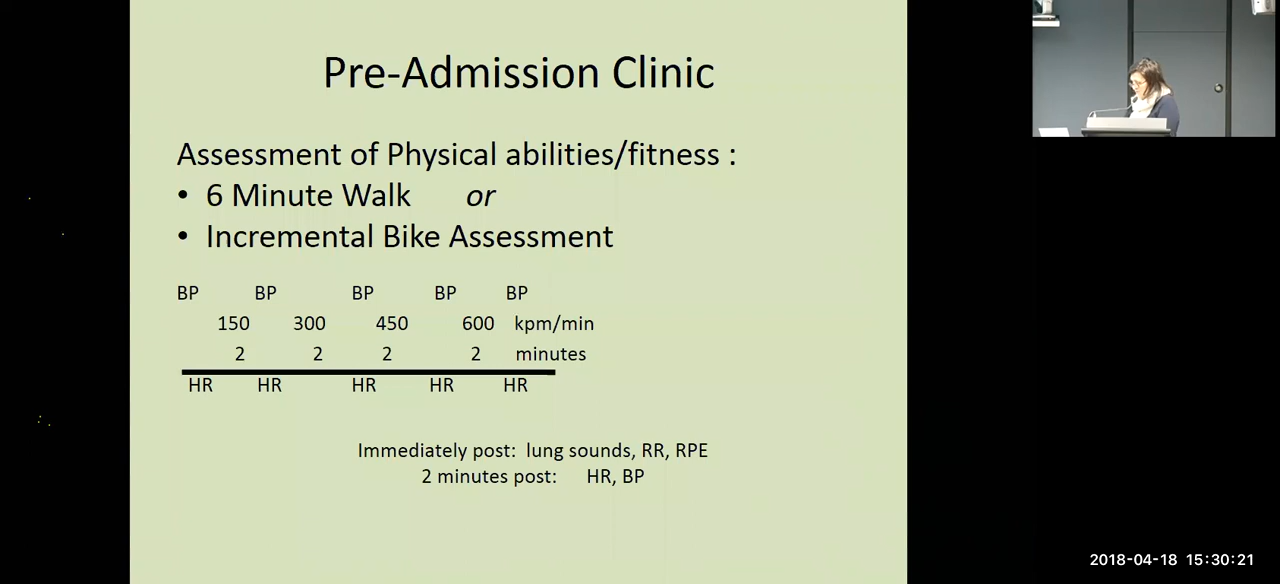 Pre-Admission Clinic
Assessment of Physical abilities/fitness :
• 6 Minute Walk or
• Incremental Bike Assessment
BP BP BP BP BP
150 300 450 600 kpm/min
2 2 2 2 minutes
HR HR HR HR HR
Immediately post: lung sounds, RR, RPE
2 minutes post: HR, BP
2018-04-18 15:30:21